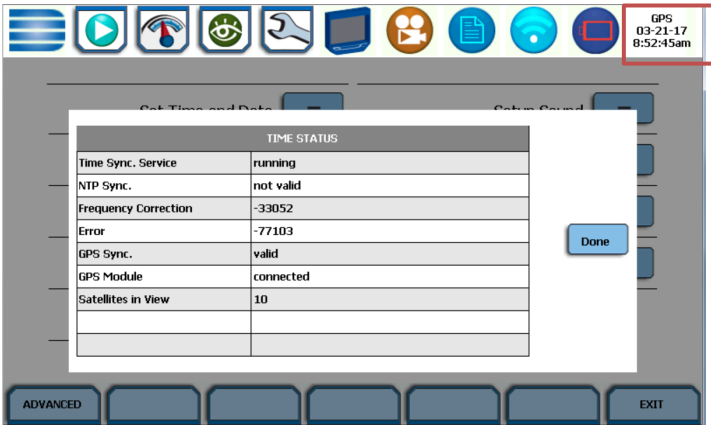 GPS
03-21-17
8:52:45am
Set Time and Date
Setup Sound
TIME STATUS
Time Sync. Service running
NTP Sync. not valid
Frequency Correction -33052
Error -77103
GPS Sync. valid
GPS Module connected
Satellites in View 10
Done
ADVANCED
EXIT